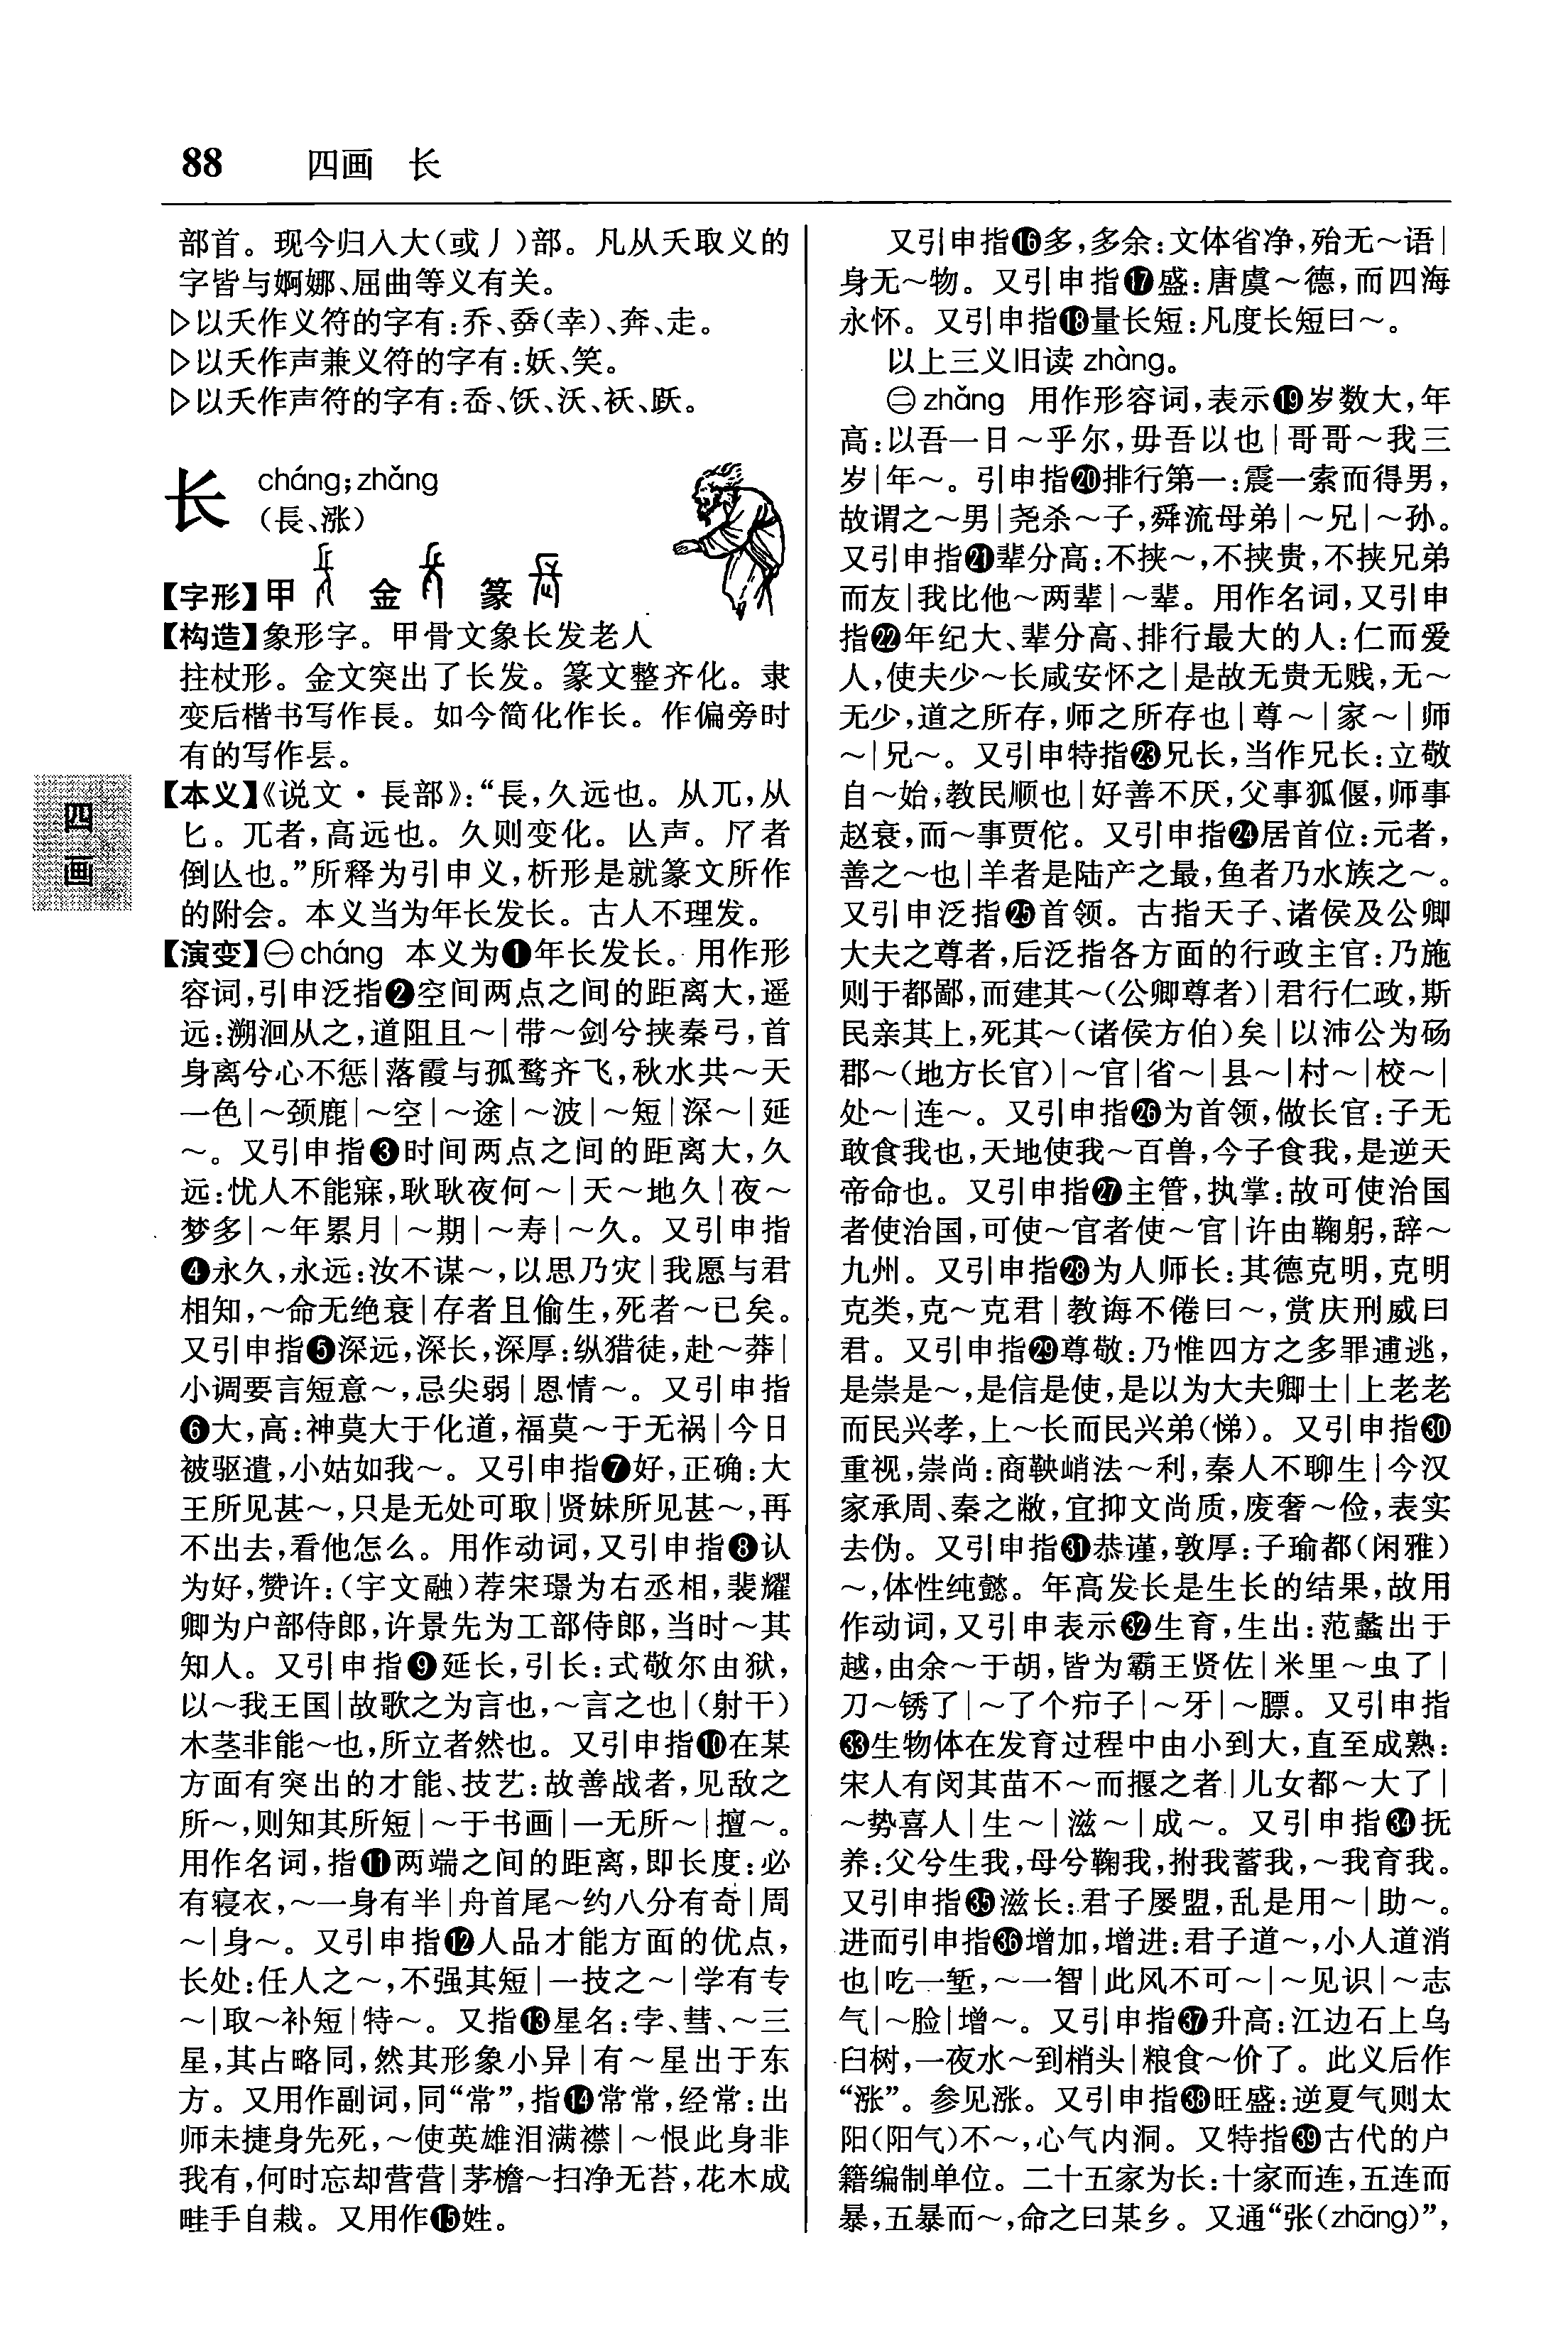 88 四画 长
部首。现今归入大(或丿)部。凡从夭取义的
字皆与婀娜、屈曲等义有关。
▷以夭作义符的字有:乔、㚔(幸)、奔、走。
▷以夭作声兼义符的字有:妖、笑。
▷以夭作声符的字有:岙、饫、沃、袄、跃。
长 cháng;zhǎng
(長、涨)
【字形】甲 金 篆
【构造】象形字。甲骨文象长发老人
拄杖形。金文突出了长发。篆文整齐化。隶
变后楷书写作長。如今简化作长。作偏旁时
有的写作镸。
【本义】《说文·長部》:“長,久远也。从兀,从
匕。兀者,高远也。久则变化。亾声。𠂆者
倒亾也。”所释为引申义,析形是就篆文所作
的附会。本义当为年长发长。古人不理发。
【演变】㊀cháng 本义为❶年长发长。用作形
容词,引申泛指❷空间两点之间的距离大,遥
远:溯洄从之,道阻且~|带~剑兮挟秦弓,首
身离兮心不惩|落霞与孤鹜齐飞,秋水共~天
一色|~颈鹿|~空|~途|~波|~短|深~|延
~。又引申指❸时间两点之间的距离大,久
远:忧人不能寐,耿耿夜何~|天~地久|夜~
梦多|~年累月|~期|~寿|~久。又引申指
❹永久,永远:汝不谋~,以思乃灾|我愿与君
相知,~命无绝衰|存者且偷生,死者~已矣。
又引申指❺深远,深长,深厚:纵猎徒,赴~莽|
小调要言短意~,忌尖弱|恩情~。又引申指
❻大,高:神莫大于化道,福莫~于无祸|今日
被驱遣,小姑如我~。又引申指❼好,正确:大
王所见甚~,只是无处可取|贤妹所见甚~,再
不出去,看他怎么。用作动词,又引申指❽认
为好,赞许:(宇文融)荐宋璟为右丞相,裴耀
卿为户部侍郎,许景先为工部侍郎,当时~其
知人。又引申指❾延长,引长:式敬尔由狱,
以~我王国|故歌之为言也,~言之也|(射干)
木茎非能~也,所立者然也。又引申指❿在某
方面有突出的才能、技艺:故善战者,见敌之
所~,则知其所短|~于书画|一无所~|擅~。
用作名词,指⓫两端之间的距离,即长度:必
有寝衣,~一身有半|舟首尾~约八分有奇|周
~|身~。又引申指⓬人品才能方面的优点,
长处:任人之~,不强其短|一技之~|学有专
~|取~补短|特~。又指⓭星名:孛、彗、~三
星,其占略同,然其形象小异|有~星出于东
方。又用作副词,同“常”,指⓮常常,经常:出
师未捷身先死,~使英雄泪满襟|~恨此身非
我有,何时忘却营营|茅檐~扫净无苔,花木成
畦手自栽。又用作⓯姓。
又引申指⓰多,多余:文体省净,殆无~语|
身无~物。又引申指⓱盛:唐虞~德,而四海
永怀。又引申指⓲量长短:凡度长短曰~。
以上三义旧读 zhàng。
㊁zhǎng 用作形容词,表示⓳岁数大,年
高:以吾一日~乎尔,毋吾以也|哥哥~我三
岁|年~。引申指⓴排行第一:震一索而得男,
故谓之~男|尧杀~子,舜流母弟|~兄|~孙。
又引申指㉑辈分高:不挟~,不挟贵,不挟兄弟
而友|我比他~两辈|~辈。用作名词,又引申
指㉒年纪大、辈分高、排行最大的人:仁而爱
人,使夫少~长咸安怀之|是故无贵无贱,无~
无少,道之所存,师之所存也|尊~|家~|师
~|兄~。又引申特指㉓兄长,当作兄长:立敬
自~始,教民顺也|好善不厌,父事狐偃,师事
赵衰,而~事贾佗。又引申指㉔居首位:元者,
善之~也|羊者是陆产之最,鱼者乃水族之~。
又引申泛指㉕首领。古指天子、诸侯及公卿
大夫之尊者,后泛指各方面的行政主官:乃施
则于都鄙,而建其~(公卿尊者)|君行仁政,斯
民亲其上,死其~(诸侯方伯)矣|以沛公为砀
郡~(地方长官)|~官|省~|县~|村~|校~|
处~|连~。又引申指㉖为首领,做长官:子无
敢食我也,天地使我~百兽,今子食我,是逆天
帝命也。又引申指㉗主管,执掌:故可使治国
者使治国,可使~官者使~官|许由鞠躬,辞~
九州。又引申指㉘为人师长:其德克明,克明
克类,克~克君|教诲不倦曰~,赏庆刑威曰
君。又引申指㉙尊敬:乃惟四方之多罪逋逃,
是崇是~,是信是使,是以为大夫卿士|上老老
而民兴孝,上~长而民兴弟(悌)。又引申指㉚
重视,崇尚:商鞅峭法~利,秦人不聊生|今汉
家承周、秦之敝,宜抑文尚质,废奢~俭,表实
去伪。又引申指㉛恭谨,敦厚:子瑜都(闲雅)
~,体性纯懿。年高发长是生长的结果,故用
作动词,又引申表示㉜生育,生出:范蠡出于
越,由余~于胡,皆为霸王贤佐|米里~虫了|
刀~锈了|~了个疖子|~牙|~膘。又引申指
㉝生物体在发育过程中由小到大,直至成熟:
宋人有闵其苗不~而揠之者|儿女都~大了|
~势喜人|生~|滋~|成~。又引申指㉞抚
养:父兮生我,母兮鞠我,拊我蓄我,~我育我。
又引申指㉟滋长:君子屡盟,乱是用~|助~。
进而引申指㊱增加,增进:君子道~,小人道消
也|吃一堑,~一智|此风不可~|~见识|~志
气|~脸|增~。又引申指㊲升高:江边石上乌
臼树,一夜水~到梢头|粮食~价了。此义后作
“涨”。参见涨。又引申指㊳旺盛:逆夏气则太
阳(阳气)不~,心气内洞。又特指㊴古代的户
籍编制单位。二十五家为长:十家而连,五连而
暴,五暴而~,命之曰某乡。又通“张(zhāng)”,
四画